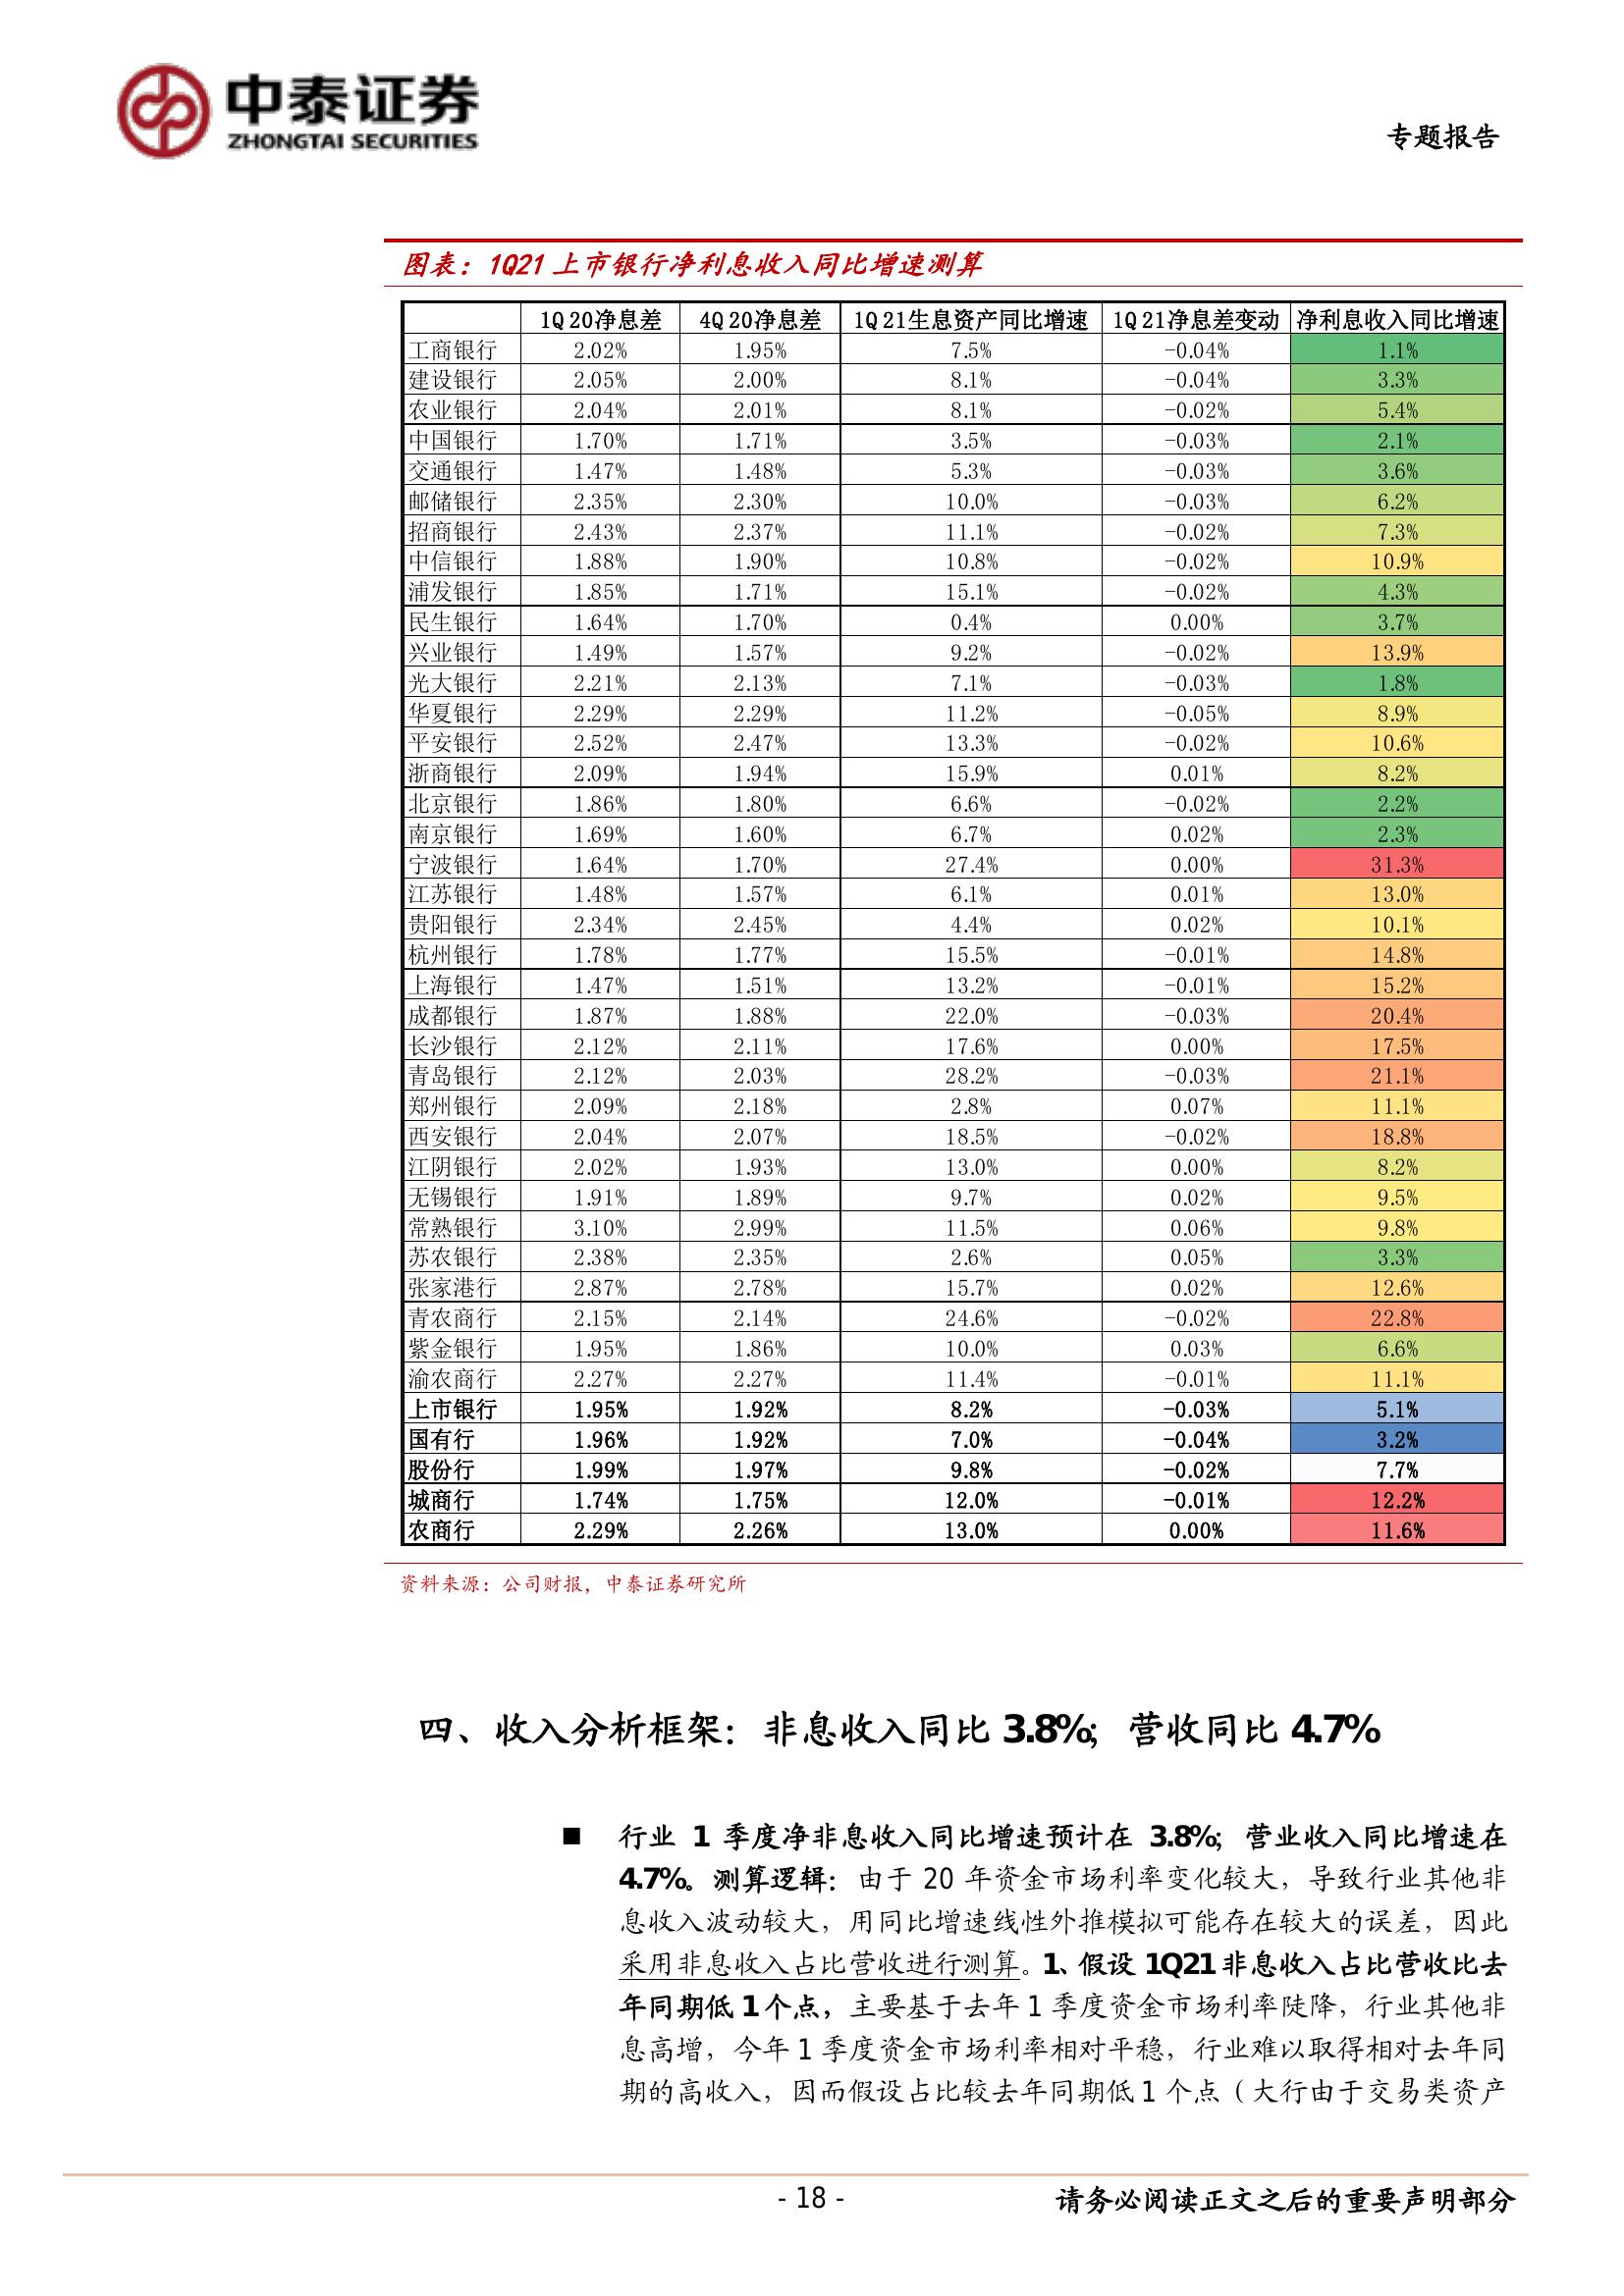 中泰证券
ZHONGTAI SECURITIES
专题报告
图表：1Q21 上市银行净利息收入同比增速测算
1Q20净息差 4Q20净息差 1Q21生息资产同比增速 1Q21净息差变动 净利息收入同比增速
工商银行 2.02% 1.95% 7.5% -0.04% 1.1%
建设银行 2.05% 2.00% 8.1% -0.04% 3.3%
农业银行 2.04% 2.01% 8.1% -0.02% 5.4%
中国银行 1.70% 1.71% 3.5% -0.03% 2.1%
交通银行 1.47% 1.48% 5.3% -0.03% 3.6%
邮储银行 2.35% 2.30% 10.0% -0.03% 6.2%
招商银行 2.43% 2.37% 11.1% -0.02% 7.3%
中信银行 1.88% 1.90% 10.8% -0.02% 10.9%
浦发银行 1.85% 1.71% 15.1% -0.02% 4.3%
民生银行 1.64% 1.70% 0.4% 0.00% 3.7%
兴业银行 1.49% 1.57% 9.2% -0.02% 13.9%
光大银行 2.21% 2.13% 7.1% -0.03% 1.8%
华夏银行 2.29% 2.29% 11.2% -0.05% 8.9%
平安银行 2.52% 2.47% 13.3% -0.02% 10.6%
浙商银行 2.09% 1.94% 15.9% 0.01% 8.2%
北京银行 1.86% 1.80% 6.6% -0.02% 2.2%
南京银行 1.69% 1.60% 6.7% 0.02% 2.3%
宁波银行 1.64% 1.70% 27.4% 0.00% 31.3%
江苏银行 1.48% 1.57% 6.1% 0.01% 13.0%
贵阳银行 2.34% 2.45% 4.4% 0.02% 10.1%
杭州银行 1.78% 1.77% 15.5% -0.01% 14.8%
上海银行 1.47% 1.51% 13.2% -0.01% 15.2%
成都银行 1.87% 1.88% 22.0% -0.03% 20.4%
长沙银行 2.12% 2.11% 17.6% 0.00% 17.5%
青岛银行 2.12% 2.03% 28.2% -0.03% 21.1%
郑州银行 2.09% 2.18% 2.8% 0.07% 11.1%
西安银行 2.04% 2.07% 18.5% -0.02% 18.8%
江阴银行 2.02% 1.93% 13.0% 0.00% 8.2%
无锡银行 1.91% 1.89% 9.7% 0.02% 9.5%
常熟银行 3.10% 2.99% 11.5% 0.06% 9.8%
苏农银行 2.38% 2.35% 2.6% 0.05% 3.3%
张家港行 2.87% 2.78% 15.7% 0.02% 12.6%
青农商行 2.15% 2.14% 24.6% -0.02% 22.8%
紫金银行 1.95% 1.86% 10.0% 0.03% 6.6%
渝农商行 2.27% 2.27% 11.4% -0.01% 11.1%
上市银行 1.95% 1.92% 8.2% -0.03% 5.1%
国有行 1.96% 1.92% 7.0% -0.04% 3.2%
股份行 1.99% 1.97% 9.8% -0.02% 7.7%
城商行 1.74% 1.75% 12.0% -0.01% 12.2%
农商行 2.29% 2.26% 13.0% 0.00% 11.6%
资料来源：公司财报，中泰证券研究所
四、收入分析框架：非息收入同比 3.8%；营收同比 4.7%
■ 行业 1 季度净非息收入同比增速预计在 3.8%；营业收入同比增速在
4.7%。测算逻辑：由于 20 年资金市场利率变化较大，导致行业其他非
息收入波动较大，用同比增速线性外推模拟可能存在较大的误差，因此
采用非息收入占比营收进行测算。1、假设 1Q21 非息收入占比营收比去
年同期低 1 个点，主要基于去年 1 季度资金市场利率陡降，行业其他非
息高增，今年 1 季度资金市场利率相对平稳，行业难以取得相对去年同
期的高收入，因而假设占比较去年同期低 1 个点（大行由于交易类资产
- 18 -
请务必阅读正文之后的重要声明部分